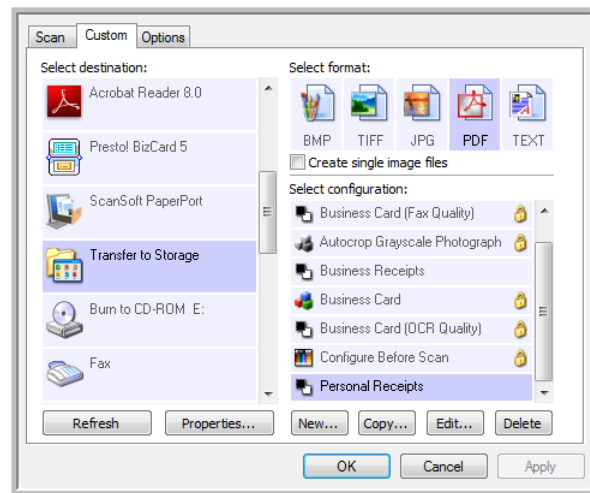 Scan Custom Options
Select destination:
Acrobat Reader 8.0
Presto! BizCard 5
ScanSoft PaperPort
Transfer to Storage
Burn to CD-ROM E:
Fax
Refresh Properties...
Select format:
BMP TIFF JPG PDF TEXT
Create single image files
Select configuration:
Business Card (Fax Quality)
Autocrop Grayscale Photograph
Business Receipts
Business Card
Business Card (OCR Quality)
Configure Before Scan
Personal Receipts
New... Copy... Edit... Delete
OK Cancel Apply